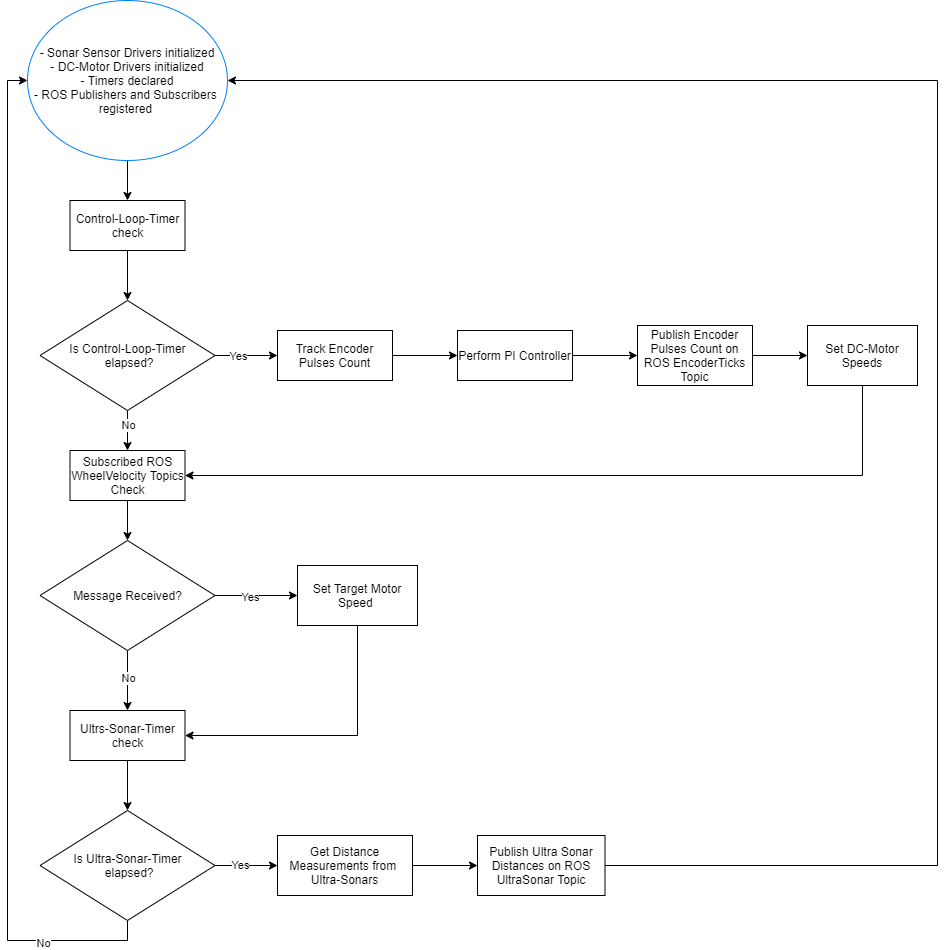 - Sonar Sensor Drivers initialized
- DC-Motor Drivers initialized
- Timers declared
- ROS Publishers and Subscribers
registered
Control-Loop-Timer
check
Is Control-Loop-Timer
elapsed?
Yes
Track Encoder
Pulses Count
Perform PI Controller
Publish Encoder
Pulses Count on
ROS EncoderTicks
Topic
Set DC-Motor
Speeds
No
Subscribed ROS
WheelVelocity Topics
Check
Message Received?
Yes
Set Target Motor
Speed
No
Ultrs-Sonar-Timer
check
Is Ultra-Sonar-Timer
elapsed?
Yes
Get Distance
Measurements from
Ultra-Sonars
Publish Ultra Sonar
Distances on ROS
UltraSonar Topic
No